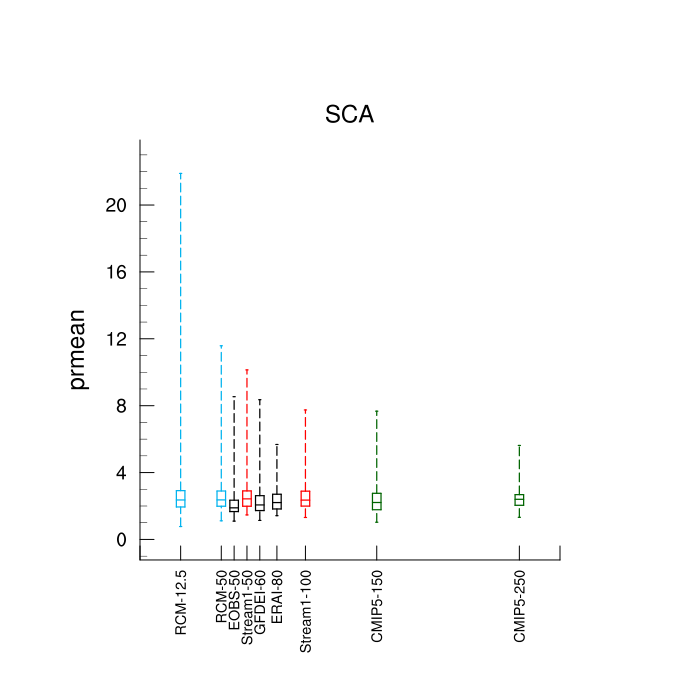 SCA
prmean
20
16
12
8
4
0
RCM-12.5
RCM-50
EOBS-50
Stream1-50
GFDEI-60
ERAI-80
Stream1-100
CMIP5-150
CMIP5-250